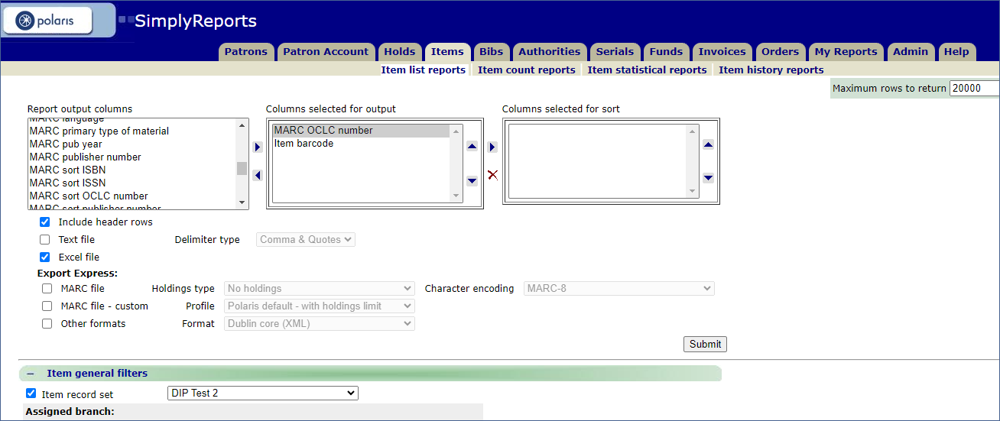 polaris
SimplyReports
Patrons Patron Account Holds Items Bibs Authorities Serials Funds Invoices Orders My Reports Admin Help
Item list reports Item count reports Item statistical reports Item history reports
Maximum rows to return 20000
Report output columns Columns selected for output Columns selected for sort
MARC language
MARC primary type of material
MARC pub year
MARC publisher number
MARC sort ISBN
MARC sort ISSN
MARC sort OCLC number
MARC sort publisher number
MARC OCLC number
Item barcode
Include header rows
Text file Delimiter type Comma & Quotes
Excel file
Export Express:
MARC file Holdings type No holdings Character encoding MARC-8
MARC file - custom Profile Polaris default - with holdings limit
Other formats Format Dublin core (XML)
Submit
– Item general filters
Item record set DIP Test 2
Assigned branch: